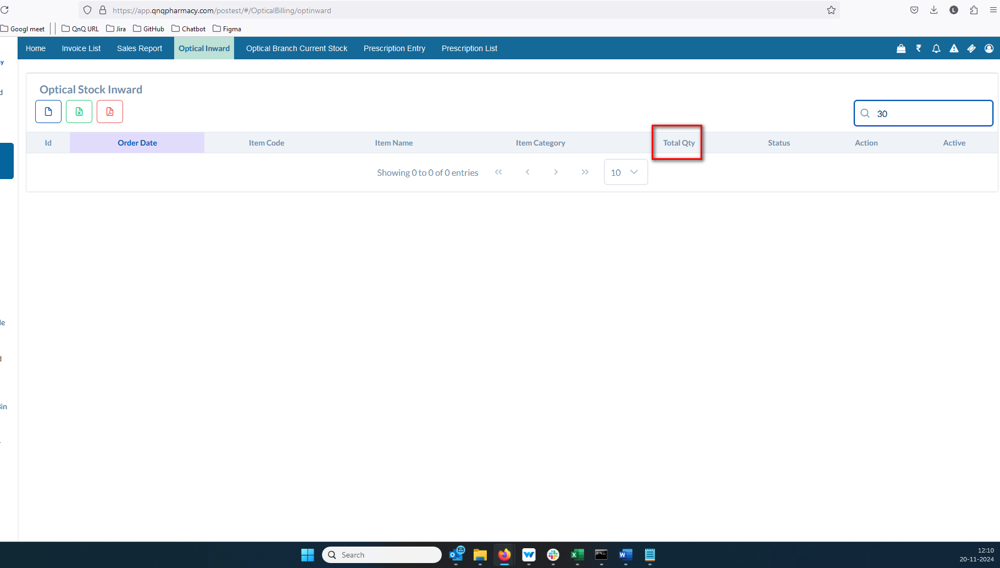 https://app.qnqpharmacy.com/postest/#/OpticalBilling/optinward
L
Googl meet QnQ URL Jira GitHub Chatbot Figma
Home Invoice List Sales Report Optical Inward Optical Branch Current Stock Prescription Entry Prescription List
Optical Stock Inward
30
Id Order Date Item Code Item Name Item Category Total Qty Status Action Active
Showing 0 to 0 of 0 entries 10
Search
12:10
20-11-2024